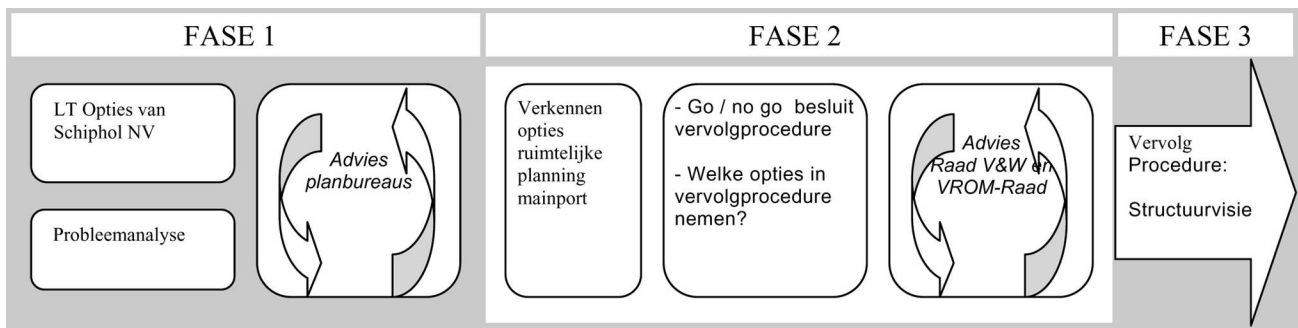 FASE 1
FASE 2
FASE 3
LT Opties van
Schiphol NV
Probleemanalyse
Advies
planbureaus
Verkennen
opties
ruimtelijke
planning
mainport
- Go / no go besluit
vervolgprocedure
- Welke opties in
vervolgprocedure
nemen?
Advies
Raad V&W en
VROM-Raad
Vervolg
Procedure:
Structuurvisie